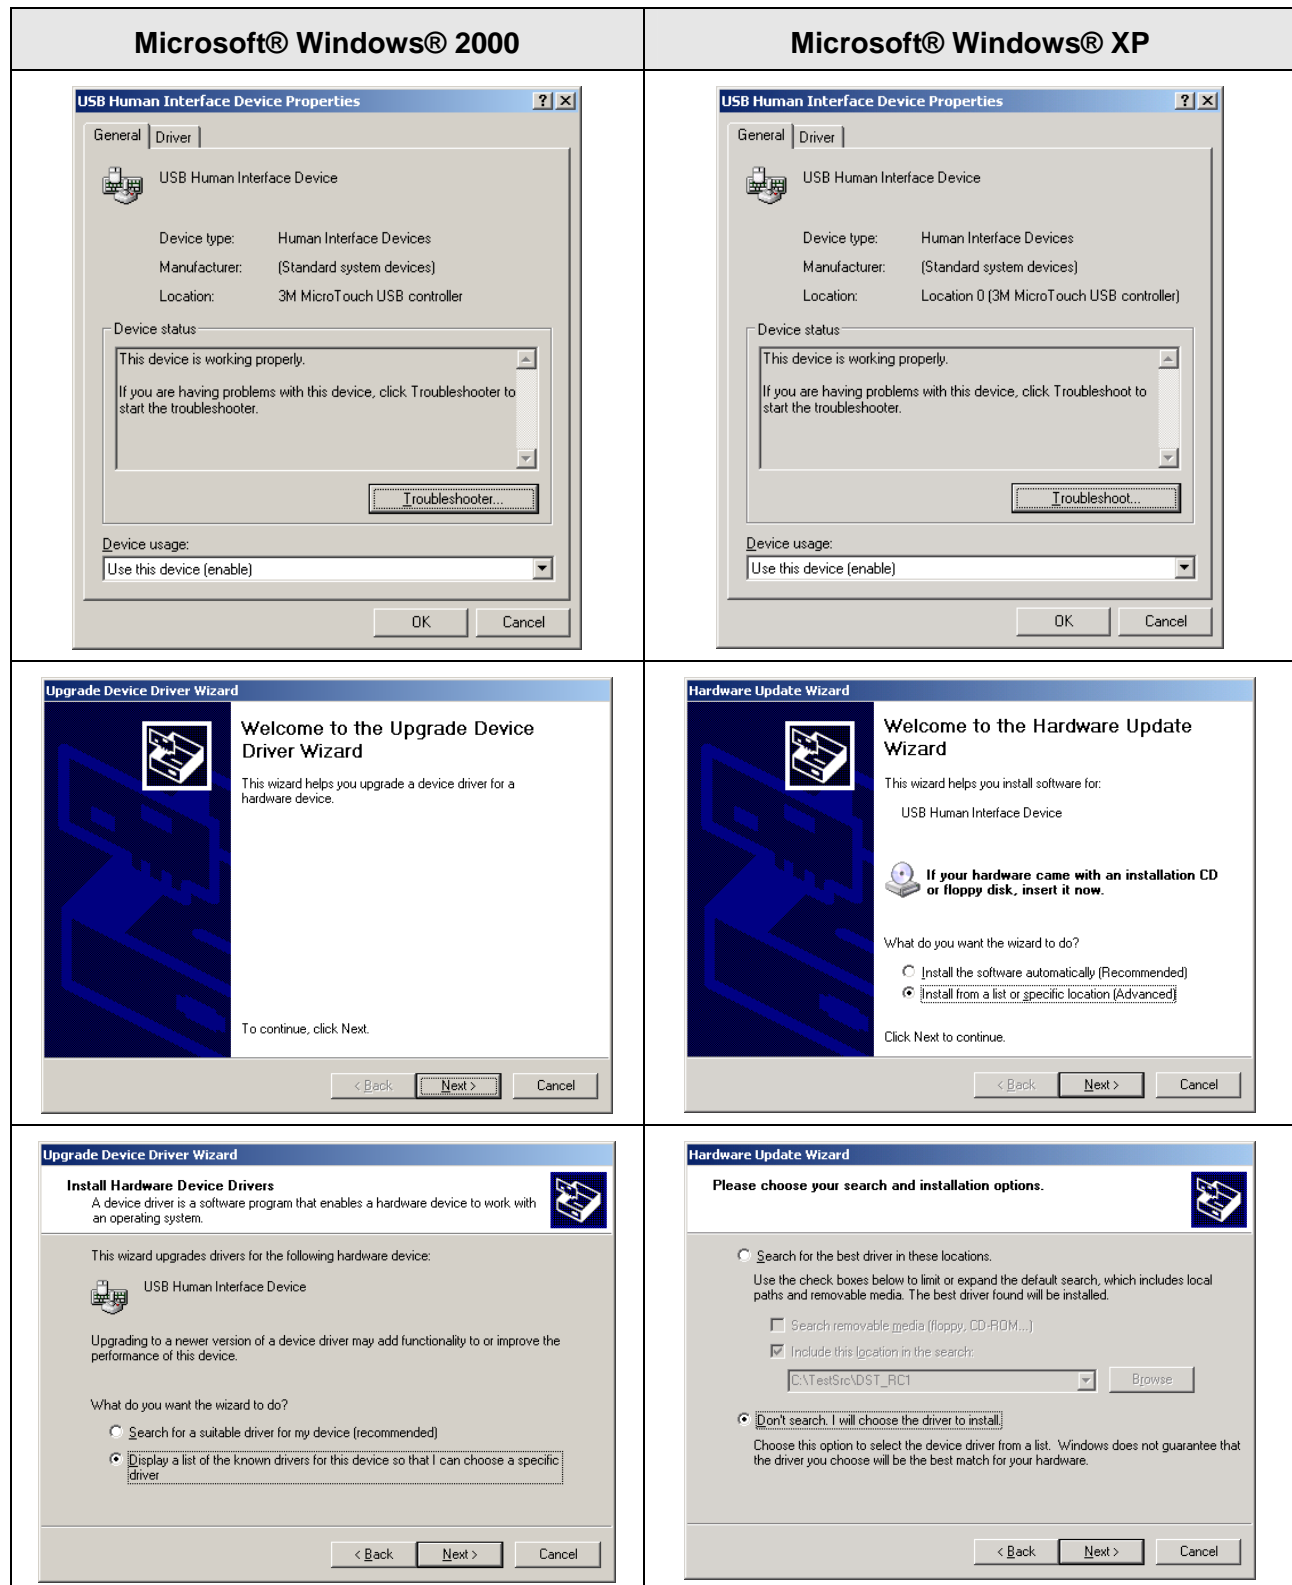 Microsoft® Windows® 2000
Microsoft® Windows® XP
USB Human Interface Device Properties
General Driver
USB Human Interface Device
Device type: Human Interface Devices
Manufacturer: (Standard system devices)
Location: 3M MicroTouch USB controller
Device status
This device is working properly.
If you are having problems with this device, click Troubleshooter to
start the troubleshooter.
Troubleshooter...
Device usage:
Use this device (enable)
OK Cancel
USB Human Interface Device Properties
General Driver
USB Human Interface Device
Device type: Human Interface Devices
Manufacturer: (Standard system devices)
Location: Location 0 (3M MicroTouch USB controller)
Device status
This device is working properly.
If you are having problems with this device, click Troubleshoot to
start the troubleshooter.
Troubleshoot...
Device usage:
Use this device (enable)
OK Cancel
Upgrade Device Driver Wizard
Welcome to the Upgrade Device
Driver Wizard
This wizard helps you upgrade a device driver for a
hardware device.
To continue, click Next.
< Back Next > Cancel
Hardware Update Wizard
Welcome to the Hardware Update
Wizard
This wizard helps you install software for:
USB Human Interface Device
If your hardware came with an installation CD
or floppy disk, insert it now.
What do you want the wizard to do?
Install the software automatically (Recommended)
Install from a list or specific location (Advanced)
Click Next to continue.
< Back Next > Cancel
Upgrade Device Driver Wizard
Install Hardware Device Drivers
A device driver is a software program that enables a hardware device to work with
an operating system.
This wizard upgrades drivers for the following hardware device:
USB Human Interface Device
Upgrading to a newer version of a device driver may add functionality to or improve the
performance of this device.
What do you want the wizard to do?
Search for a suitable driver for my device (recommended)
Display a list of the known drivers for this device so that I can choose a specific
driver
< Back Next > Cancel
Hardware Update Wizard
Please choose your search and installation options.
Search for the best driver in these locations.
Use the check boxes below to limit or expand the default search, which includes local
paths and removable media. The best driver found will be installed.
Search removable media (floppy, CD-ROM...)
Include this location in the search:
C:\TestSrc\DST_RC1 Browse
Don't search. I will choose the driver to install.
Choose this option to select the device driver from a list. Windows does not guarantee that
the driver you choose will be the best match for your hardware.
< Back Next > Cancel